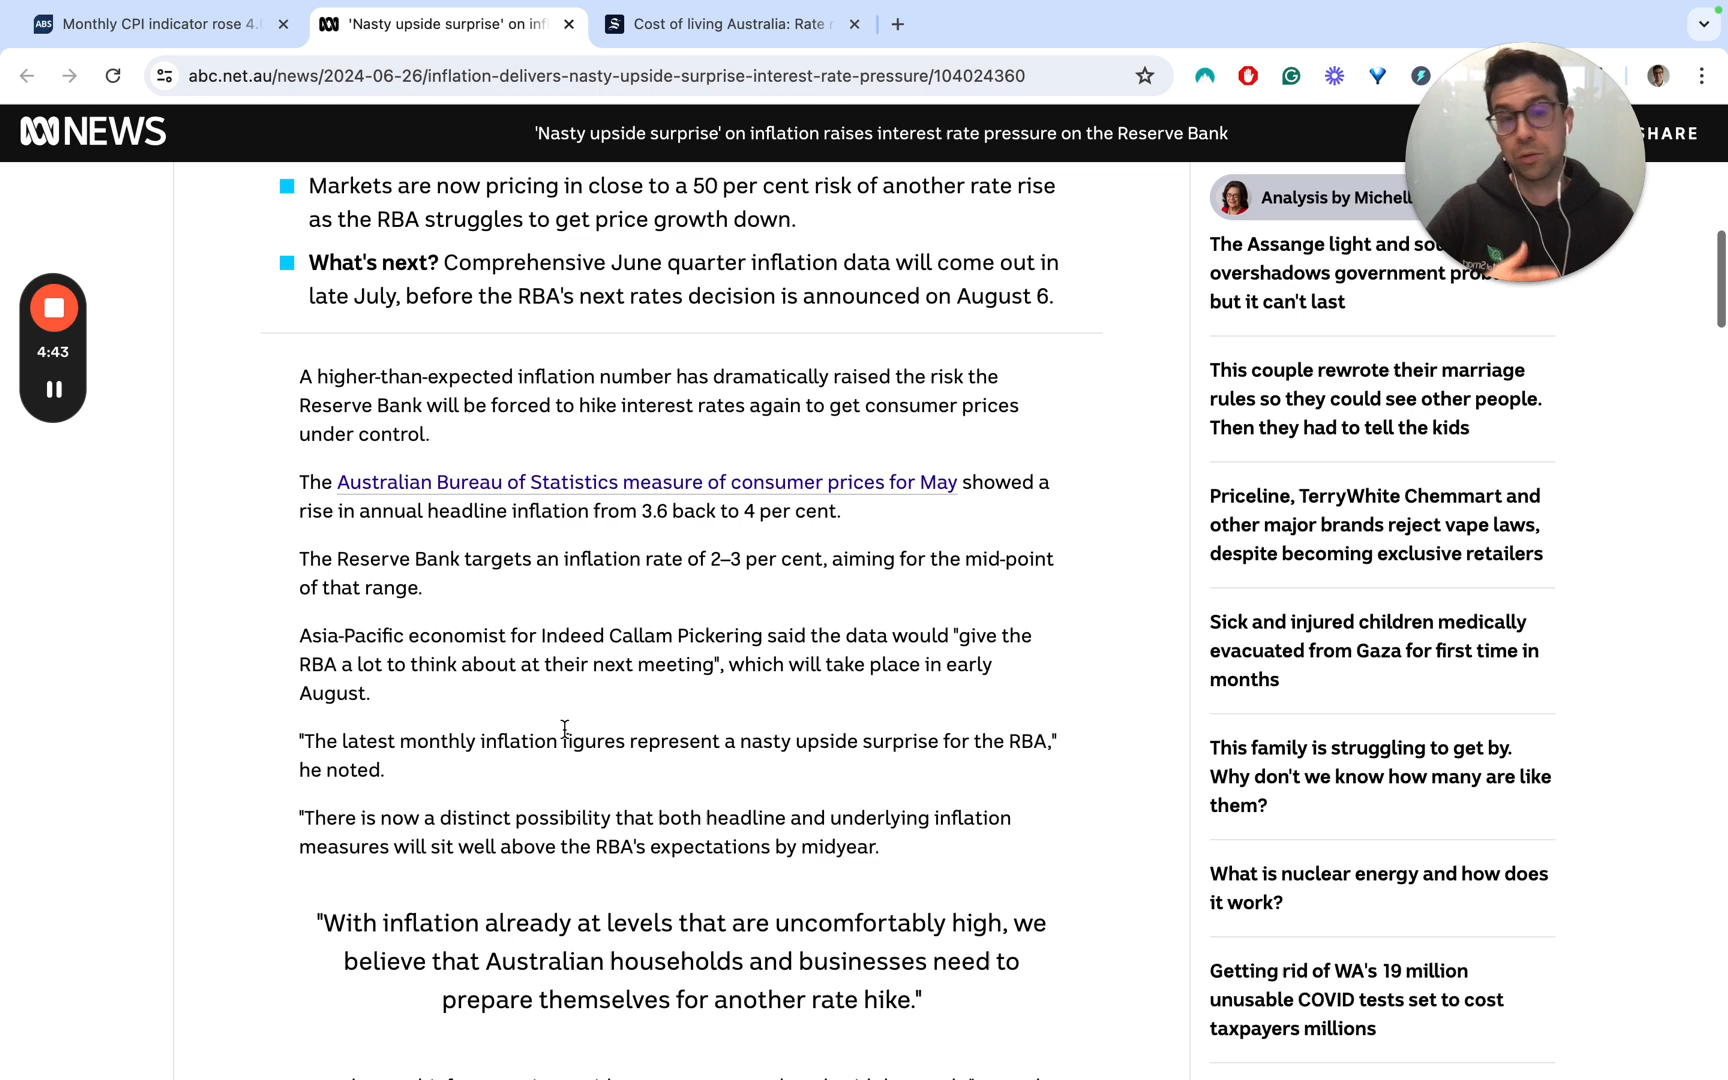 ABS Monthly CPI indicator rose 4.
'Nasty upside surprise' on inf
Cost of living Australia: Rate r
abc.net.au/news/2024-06-26/inflation-delivers-nasty-upside-surprise-interest-rate-pressure/104024360
NEWS
'Nasty upside surprise' on inflation raises interest rate pressure on the Reserve Bank
SHARE
4:43
Markets are now pricing in close to a 50 per cent risk of another rate rise
as the RBA struggles to get price growth down.
What's next? Comprehensive June quarter inflation data will come out in
late July, before the RBA's next rates decision is announced on August 6.
A higher-than-expected inflation number has dramatically raised the risk the
Reserve Bank will be forced to hike interest rates again to get consumer prices
under control.
The Australian Bureau of Statistics measure of consumer prices for May showed a
rise in annual headline inflation from 3.6 back to 4 per cent.
The Reserve Bank targets an inflation rate of 2–3 per cent, aiming for the mid-point
of that range.
Asia-Pacific economist for Indeed Callam Pickering said the data would "give the
RBA a lot to think about at their next meeting", which will take place in early
August.
"The latest monthly inflation figures represent a nasty upside surprise for the RBA,"
he noted.
"There is now a distinct possibility that both headline and underlying inflation
measures will sit well above the RBA's expectations by midyear.
"With inflation already at levels that are uncomfortably high, we
believe that Australian households and businesses need to
prepare themselves for another rate hike."
Analysis by Michell
The Assange light and
overshadows government
but it can't last
This couple rewrote their marriage
rules so they could see other people.
Then they had to tell the kids
Priceline, TerryWhite Chemmart and
other major brands reject vape laws,
despite becoming exclusive retailers
Sick and injured children medically
evacuated from Gaza for first time in
months
This family is struggling to get by.
Why don't we know how many are like
them?
What is nuclear energy and how does
it work?
Getting rid of WA's 19 million
unusable COVID tests set to cost
taxpayers millions